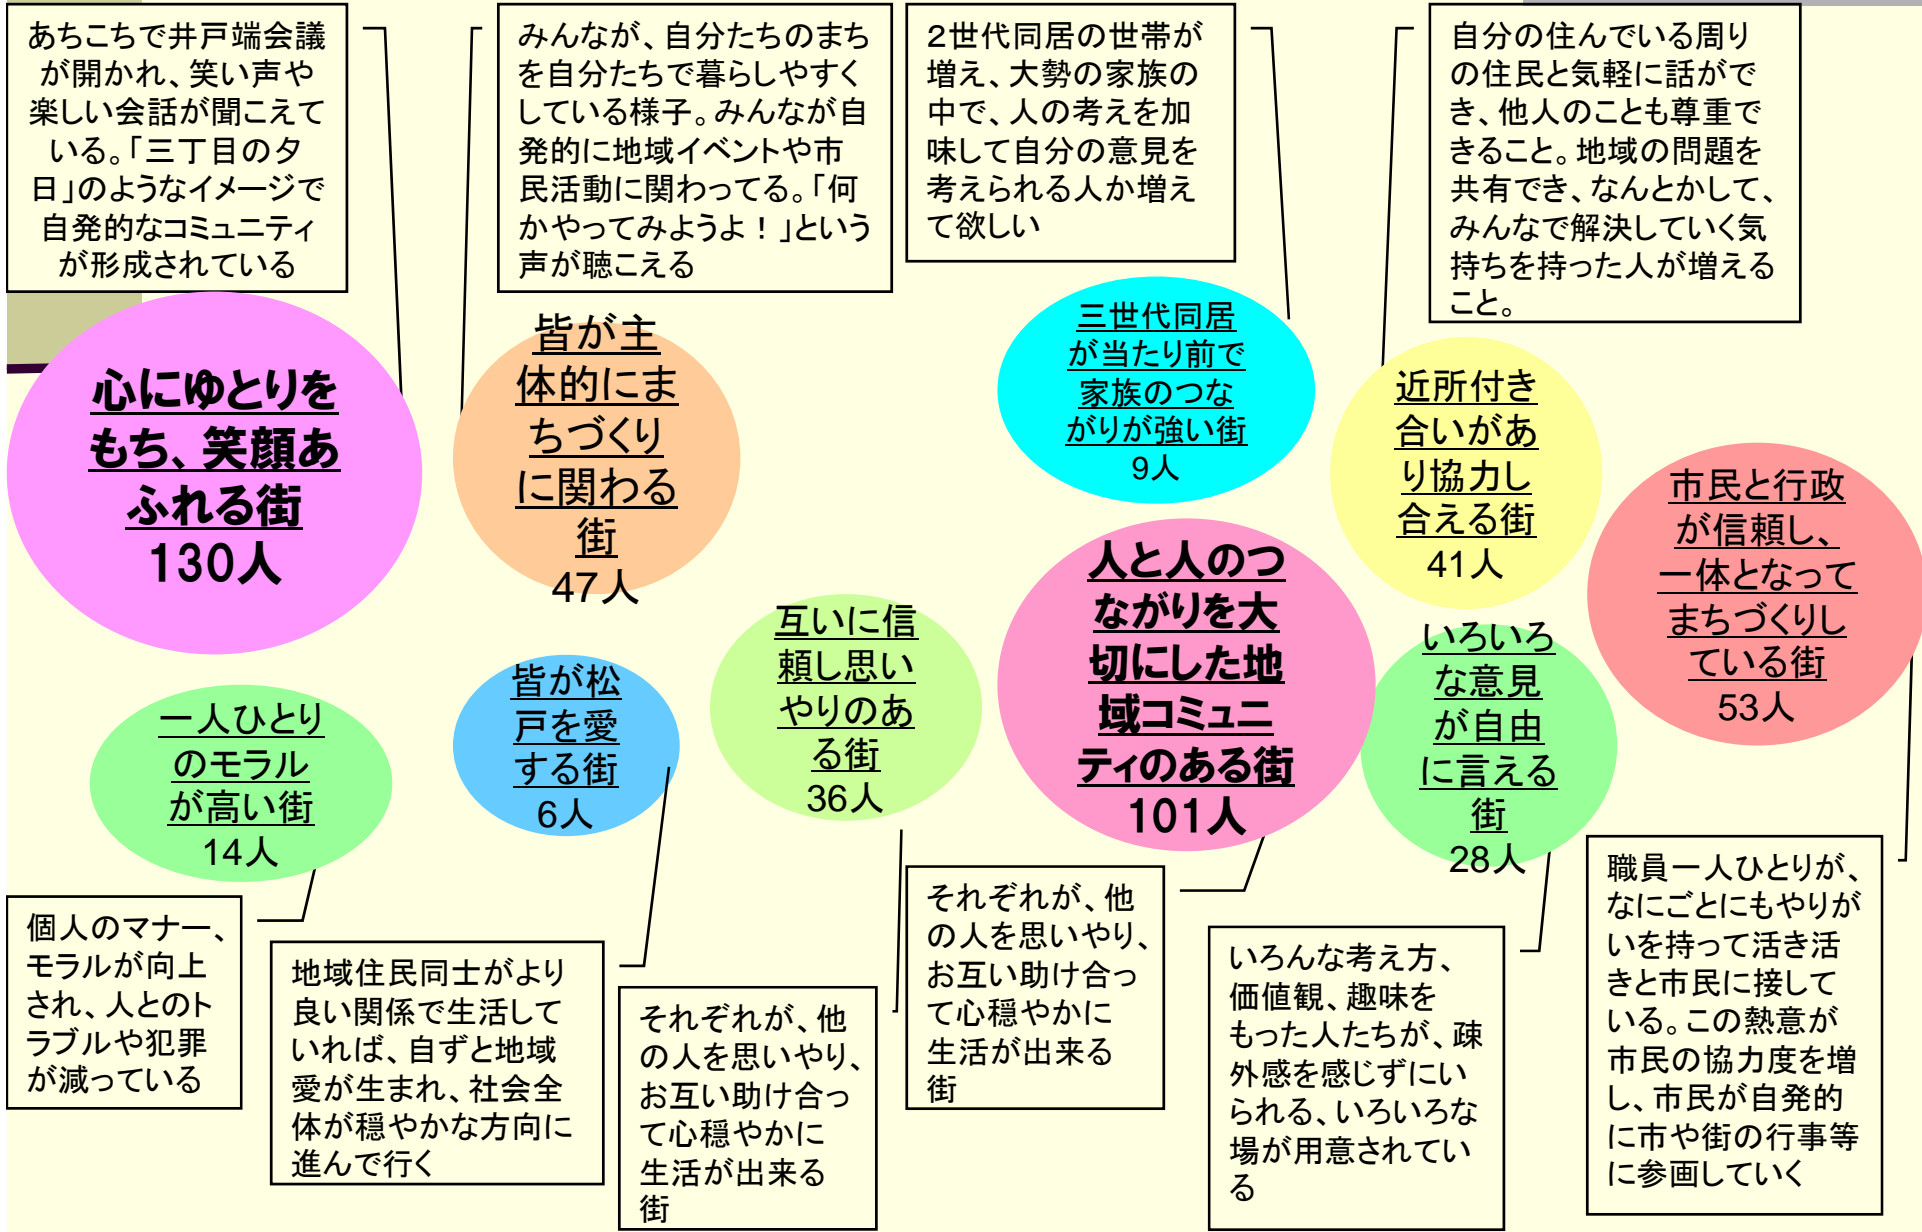 あちこちで井戸端会議
が開かれ、笑い声や
楽しい会話が聞こえて
いる。「三丁目の夕
日」のようなイメージで
自発的なコミュニティ
が形成されている
みんなが、自分たちのまち
を自分たちで暮らしやすく
している様子。みんなが自
発的に地域イベントや市
民活動に関わってる。「何
かやってみようよ！」という
声が聴こえる
２世代同居の世帯が
増え、大勢の家族の
中で、人の考えを加
味して自分の意見を
考えられる人か増え
て欲しい
自分の住んでいる周り
の住民と気軽に話がで
き、他人のことも尊重で
きること。地域の問題を
共有でき、なんとかして、
みんなで解決していく気
持ちを持った人が増える
こと。
心にゆとりを
もち、笑顔あ
ふれる街
130人
皆が主
体的にま
ちづくり
に関わる
街
47人
三世代同居
が当たり前で
家族のつな
がりが強い街
9人
近所付き
合いがあ
り協力し
合える街
41人
市民と行政
が信頼し、
一体となって
まちづくりし
ている街
53人
一人ひとり
のモラル
が高い街
14人
皆が松
戸を愛
する街
6人
互いに信
頼し思い
やりのあ
る街
36人
人と人のつ
ながりを大
切にした地
域コミュニ
ティのある街
101人
いろいろ
な意見
が自由
に言える
街
28人
個人のマナー、
モラルが向上
され、人とのト
ラブルや犯罪
が減っている
地域住民同士がより
良い関係で生活して
いれば、自ずと地域
愛が生まれ、社会全
体が穏やかな方向に
進んで行く
それぞれが、他
の人を思いやり、
お互い助け合っ
て心穏やかに
生活が出来る
街
それぞれが、他
の人を思いやり、
お互い助け合っ
て心穏やかに
生活が出来る
街
いろんな考え方、
価値観、趣味を
もった人たちが、疎
外感を感じずにい
られる、いろいろな
場が用意されてい
る
職員一人ひとりが、
なにごとにもやりが
いを持って活き活
きと市民に接して
いる。この熱意が
市民の協力度を増
し、市民が自発的
に市や街の行事等
に参画していく